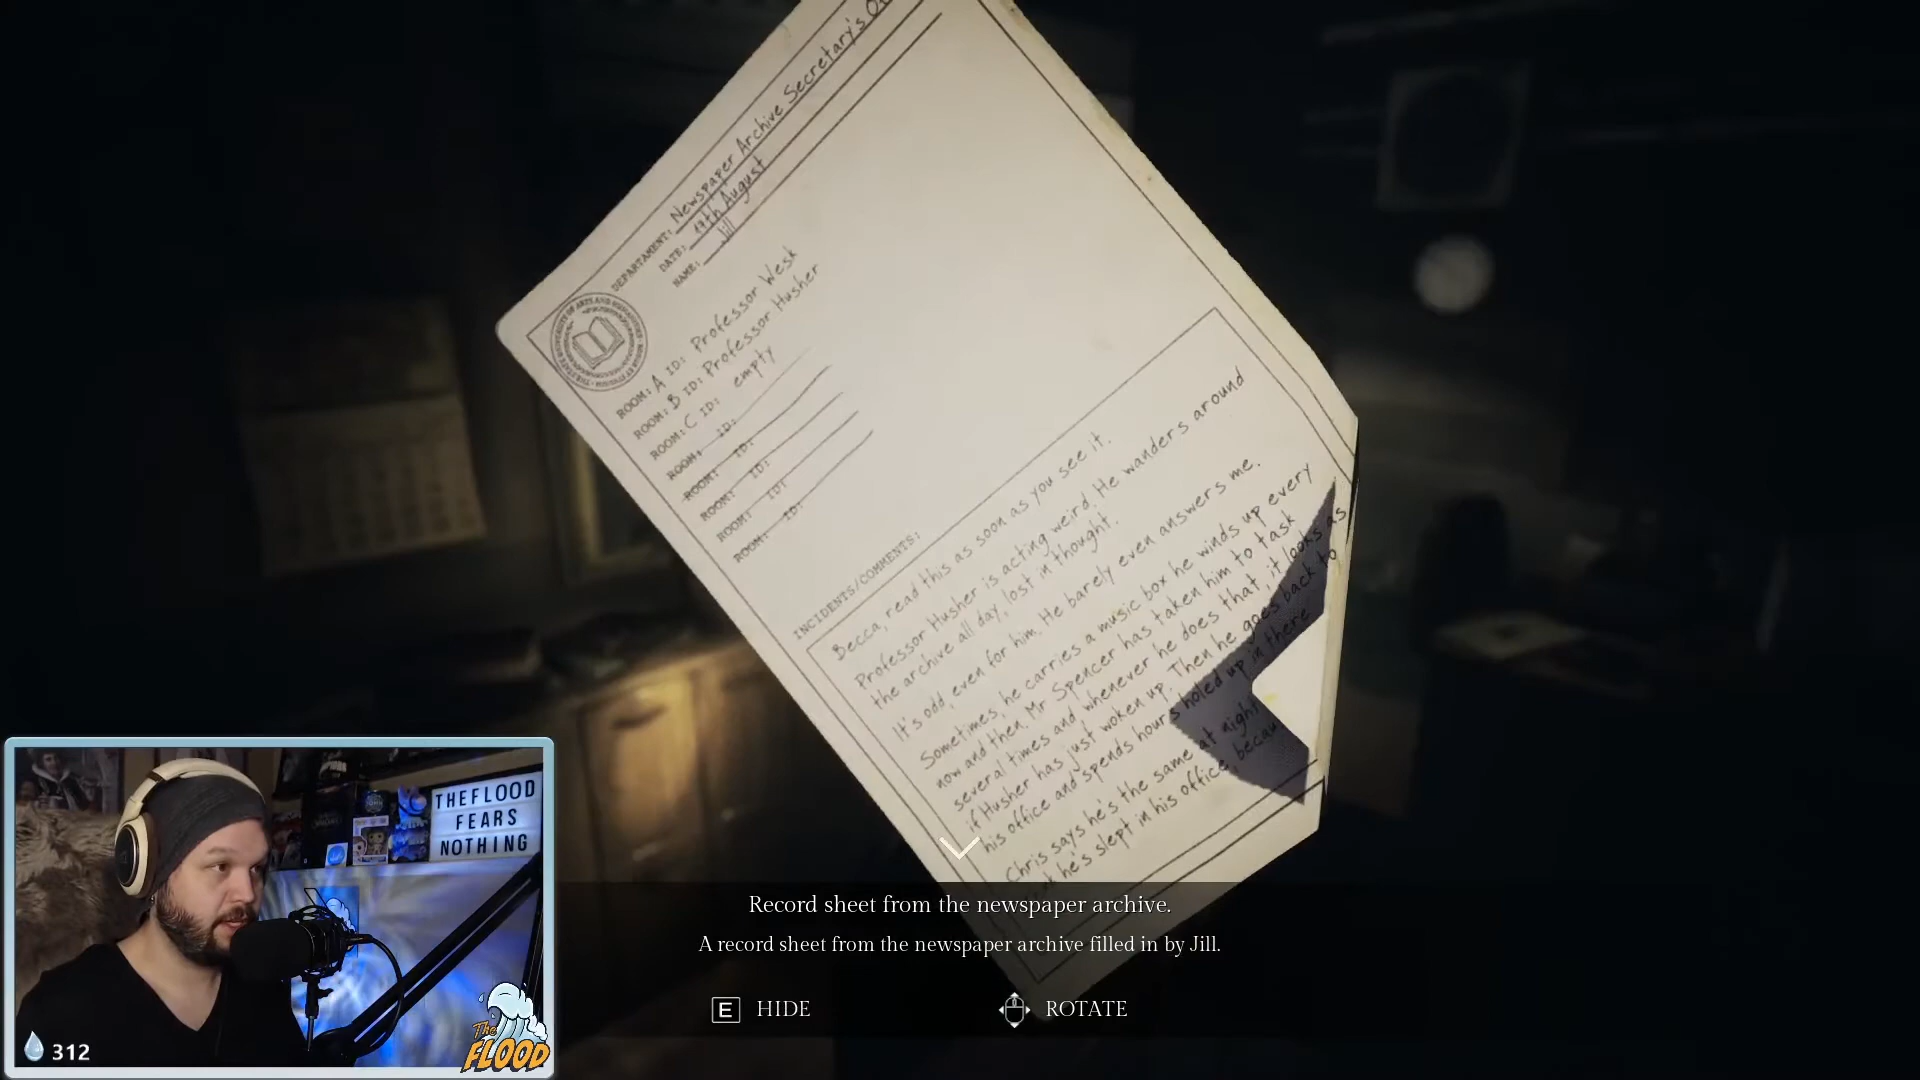 DEPARTAMENT: Newspaper Archive Secretary's
DATE: 17th August
NAME: Jill
ROOM: A ID: Professor Wesk
ROOM: B ID: Professor Husher
ROOM: C ID: empty
ROOM: ID:
ROOM: ID:
ROOM: ID:
ROOM: ID:
ROOM: ID:
INCIDENTS/COMMENTS:
Becca, read this as soon as you see it.
Professor Husher is acting weird. He wanders around
the archive all day, lost in thought.
It's odd, even for him. He barely even answers me.
Sometimes, he carries a music box he winds up every
now and then. Mr Spencer has taken him to task
several times and whenever he does that, it looks as
if Husher has just woken up. Then he goes back to
his office and spends hours holed up in there
Chris says he's the same at night
he's slept in his office, becau
Record sheet from the newspaper archive.
A record sheet from the newspaper archive filled in by Jill.
E HIDE
ROTATE
THEFLOOD
FEARS
NOTHING
The
FLOOD
312